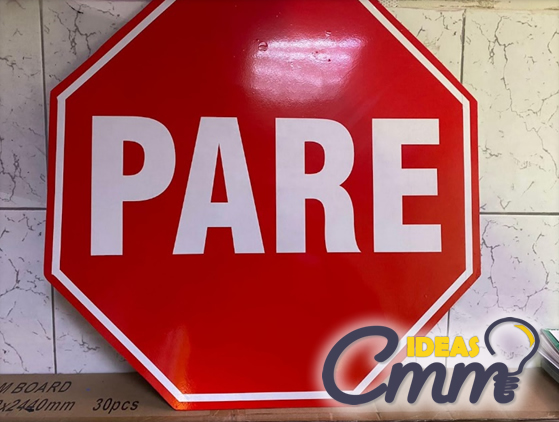 PARE
IDEAS
Cmm
M BOARD
x2440mm 30pcs